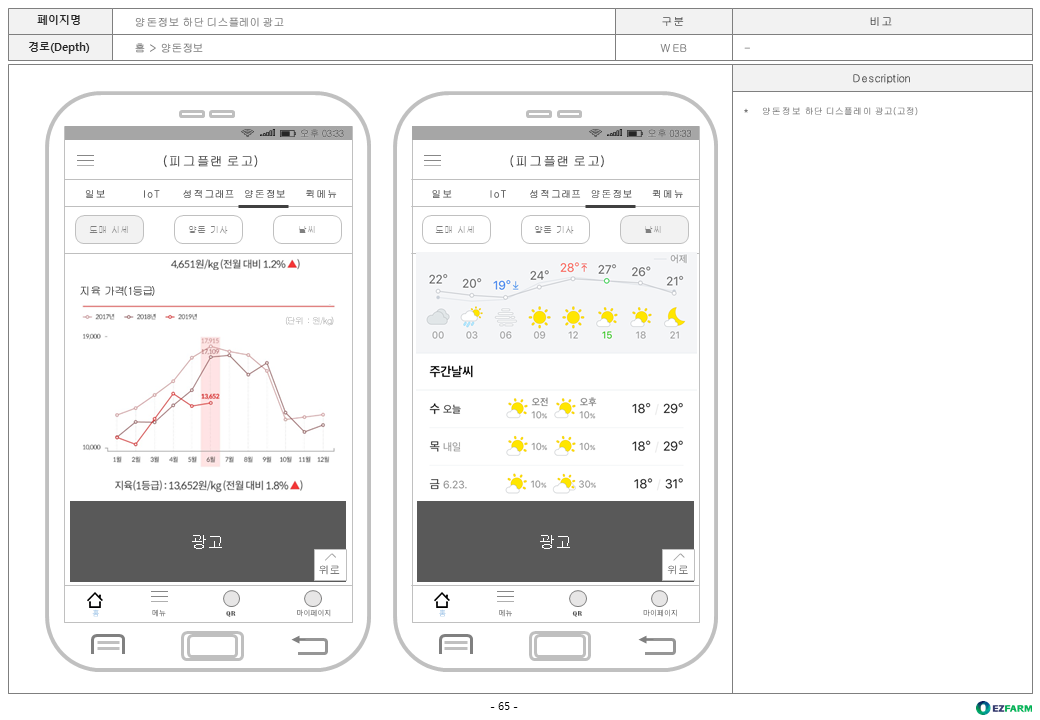 페이지명
양돈정보 하단 디스플레이 광고
구분
비고
경로(Depth)
홈 > 양돈정보
WEB
-
Description
* 양돈정보 하단 디스플레이 광고(고정)
오후 03:33
(피그플랜 로고)
일보 IoT 성적그래프 양돈정보 퀵메뉴
도매 시세 양돈 기사 날씨
4,651원/kg (전월 대비 1.2% ▲)
지육 가격(1등급)
2017년 2018년 2019년
(단위 : 원/kg)
19,000
17,915
17,109
13,652
10,000
1월 2월 3월 4월 5월 6월 7월 8월 9월 10월 11월 12월
지육(1등급) : 13,652원/kg (전월 대비 1.8% ▲)
광고
위로
홈 메뉴 QR 마이페이지
오후 03:33
(피그플랜 로고)
일보 IoT 성적그래프 양돈정보 퀵메뉴
도매 시세 양돈 기사 날씨
어제
22° 20° 19° 24° 28° 27° 26° 21°
00 03 06 09 12 15 18 21
주간날씨
수 오늘 오전 10% 오후 10% 18° / 29°
목 내일 10% 10% 18° / 29°
금 6.23. 10% 30% 18° / 31°
광고
위로
홈 메뉴 QR 마이페이지
- 65 -
EZFARM